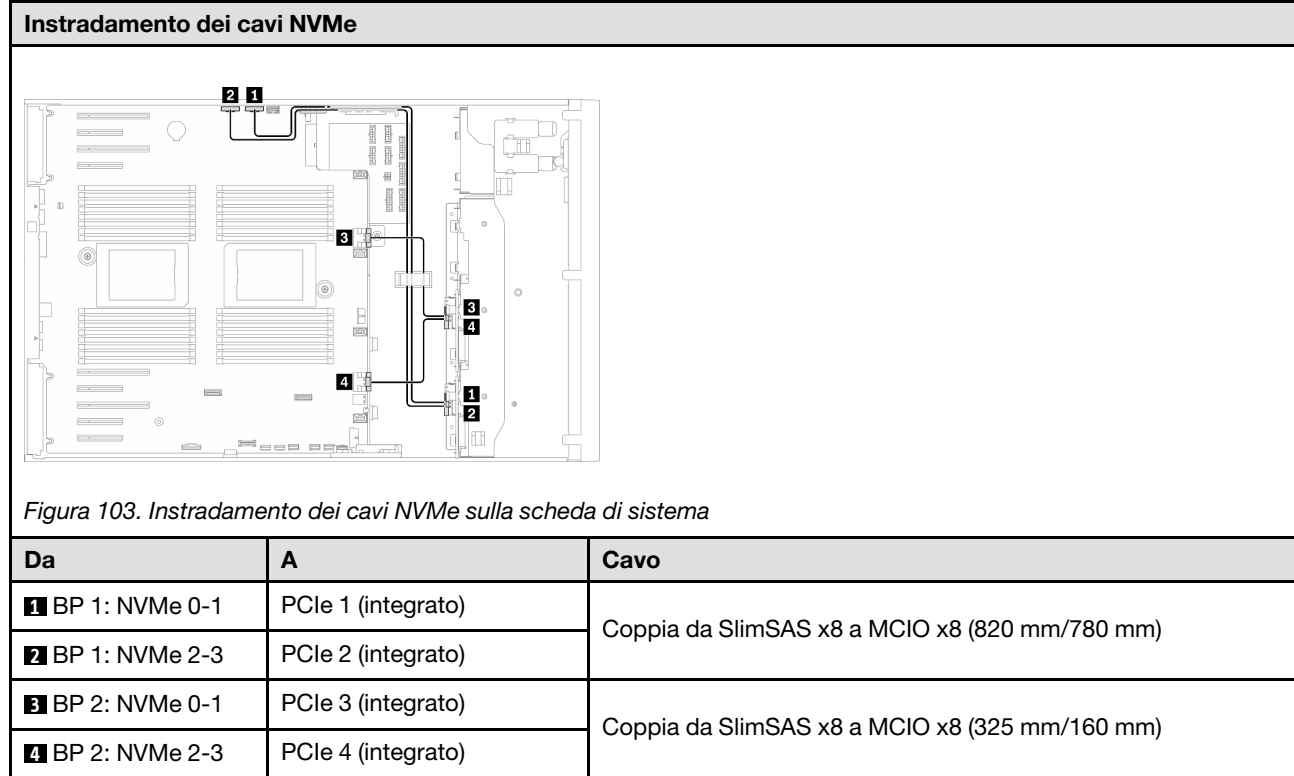 Instradamento dei cavi NVMe
2 1
3
3
4
4
1
2
Figura 103. Instradamento dei cavi NVMe sulla scheda di sistema
Da A Cavo
1 BP 1: NVMe 0-1 PCIe 1 (integrato)
Coppia da SlimSAS x8 a MCIO x8 (820 mm/780 mm)
2 BP 1: NVMe 2-3 PCIe 2 (integrato)
3 BP 2: NVMe 0-1 PCIe 3 (integrato)
Coppia da SlimSAS x8 a MCIO x8 (325 mm/160 mm)
4 BP 2: NVMe 2-3 PCIe 4 (integrato)